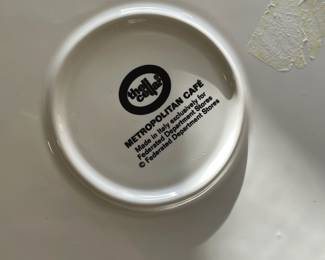 the cellar
METROPOLITAN CAFÉ
Made in Italy exclusively for
Federated Department Stores
© Federated Department Stores